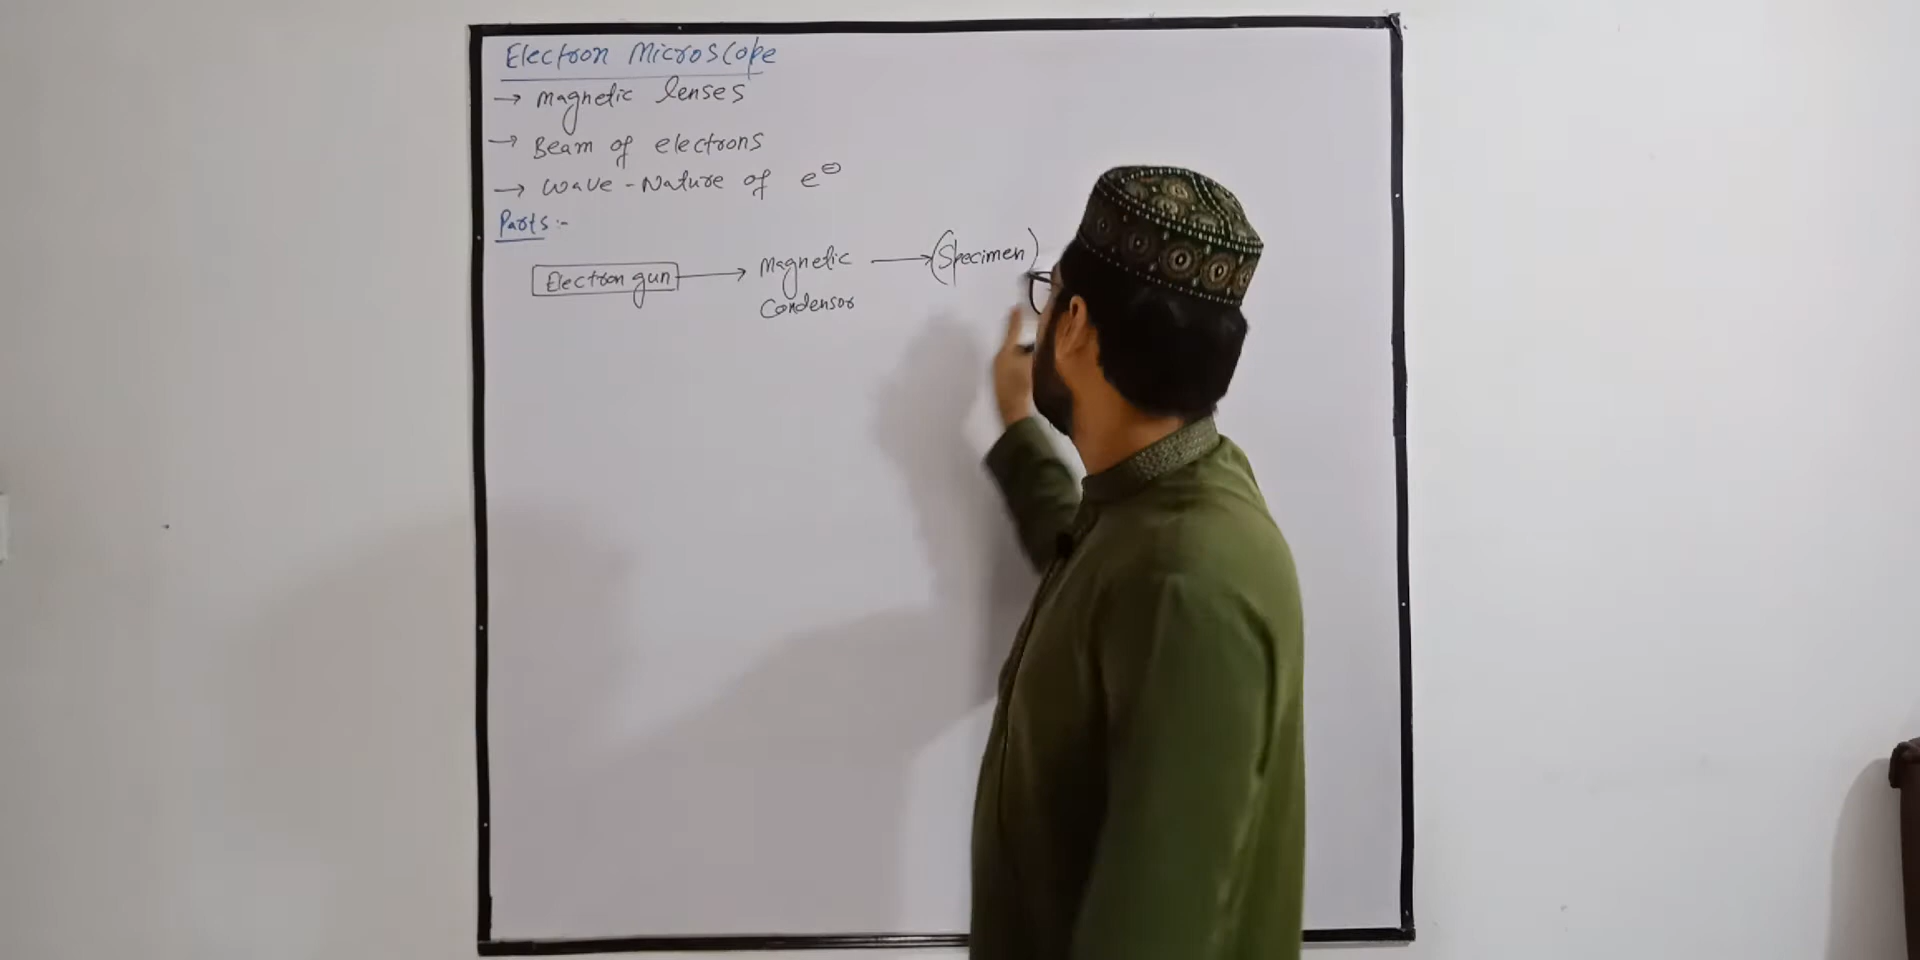 Electron Microscope
→ Magnetic lenses
→ Beam of electrons
→ Wave-Nature of e⊖
Parts:-
Electron gun → Magnetic → (Specimen)
Condensor